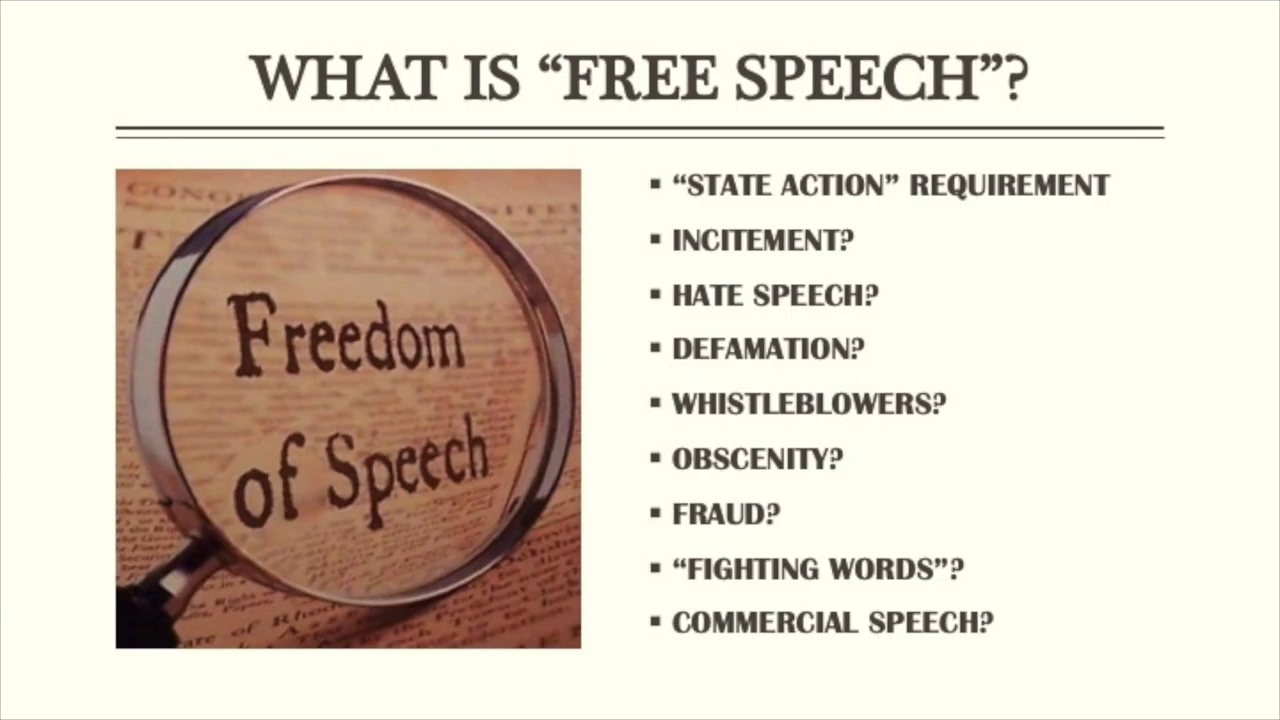 WHAT IS “FREE SPEECH”?
Freedom
of Speech
▪ “STATE ACTION” REQUIREMENT
▪ INCITEMENT?
▪ HATE SPEECH?
▪ DEFAMATION?
▪ WHISTLEBLOWERS?
▪ OBSCENITY?
▪ FRAUD?
▪ “FIGHTING WORDS”?
▪ COMMERCIAL SPEECH?